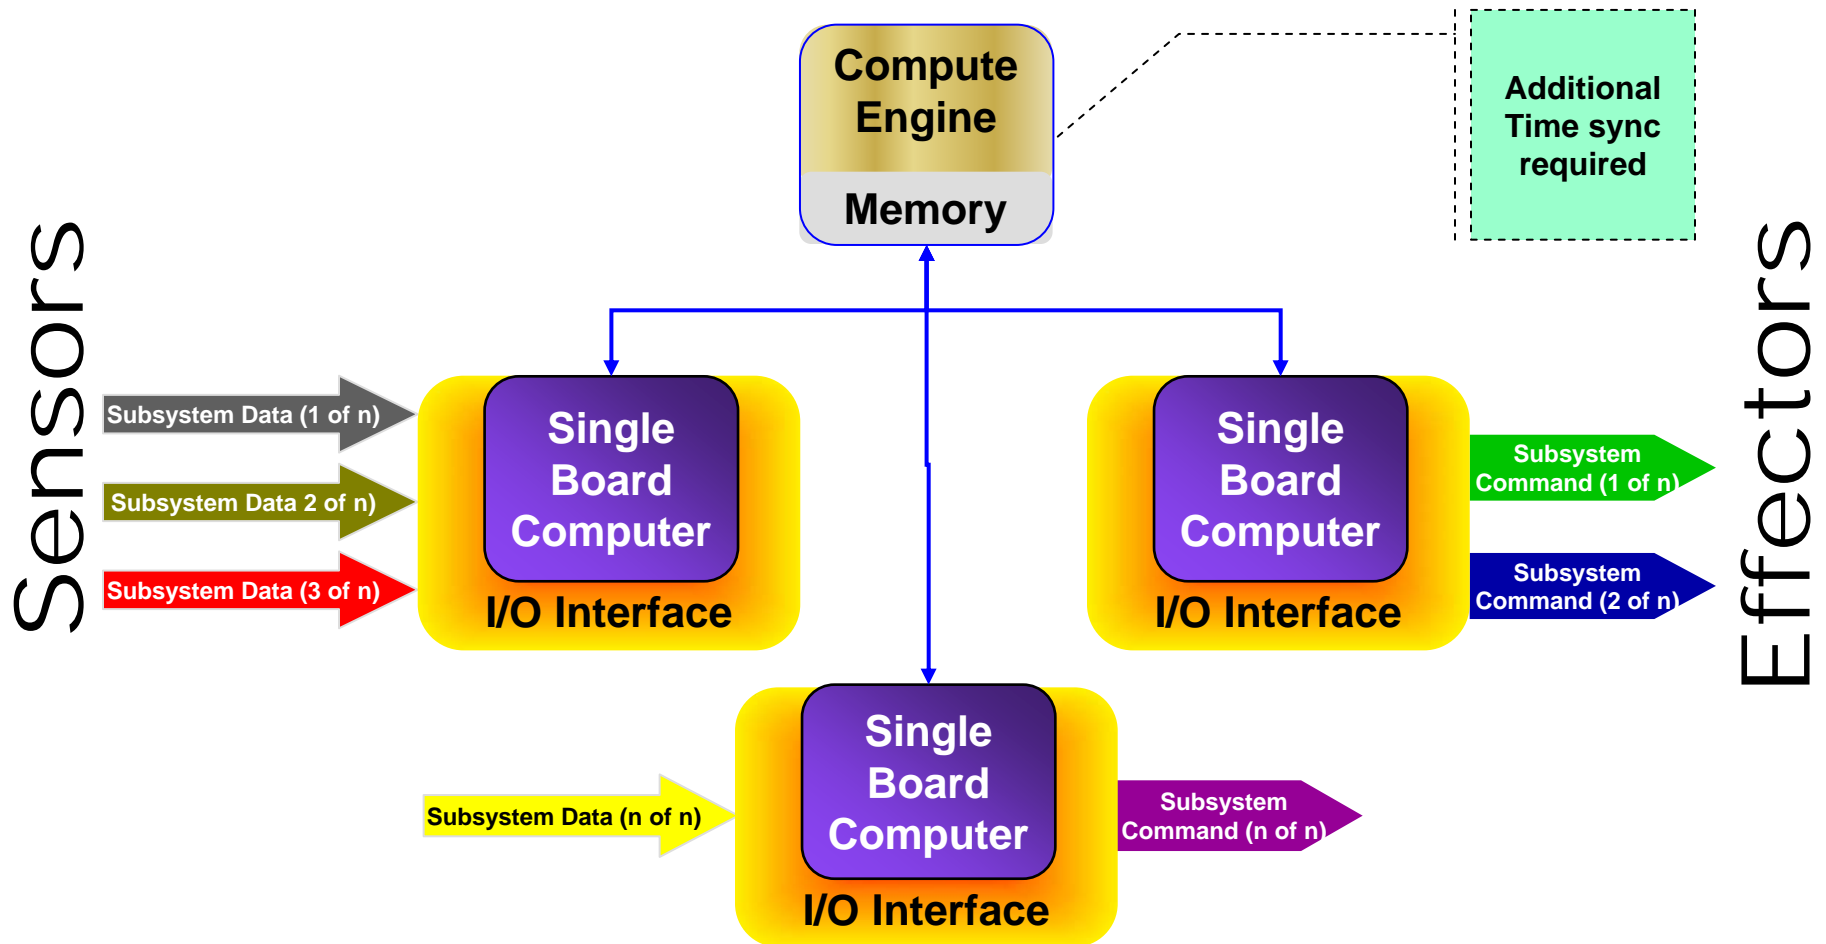 Compute
Engine
Memory
Additional
Time sync
required
Sensors
Effectors
Subsystem Data (1 of n)
Subsystem Data 2 of n)
Subsystem Data (3 of n)
Single
Board
Computer
I/O Interface
Single
Board
Computer
I/O Interface
Subsystem
Command (1 of n)
Subsystem
Command (2 of n)
Subsystem Data (n of n)
Single
Board
Computer
I/O Interface
Subsystem
Command (n of n)